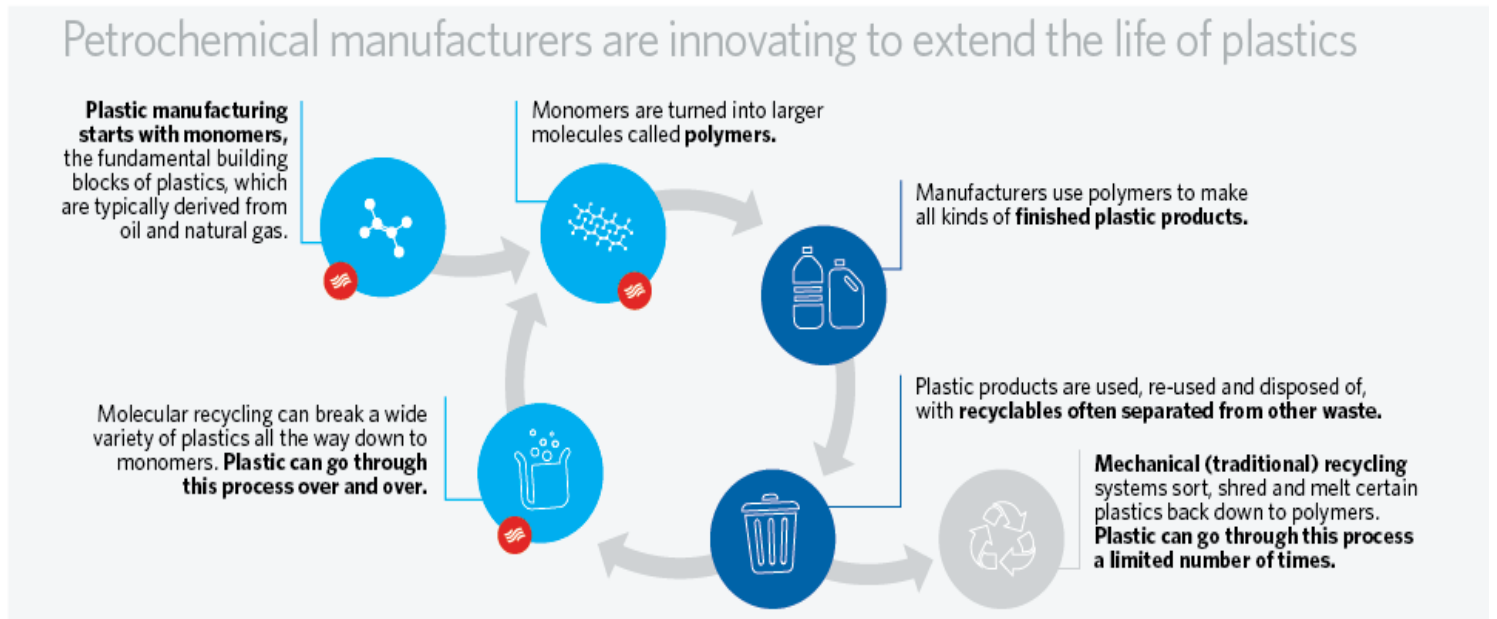 Petrochemical manufacturers are innovating to extend the life of plastics
Plastic manufacturing
starts with monomers,
the fundamental building
blocks of plastics, which
are typically derived from
oil and natural gas.
Monomers are turned into larger
molecules called polymers.
Manufacturers use polymers to make
all kinds of finished plastic products.
Plastic products are used, re-used and disposed of,
with recyclables often separated from other waste.
Mechanical (traditional) recycling
systems sort, shred and melt certain
plastics back down to polymers.
Plastic can go through this process
a limited number of times.
Molecular recycling can break a wide
variety of plastics all the way down to
monomers. Plastic can go through
this process over and over.